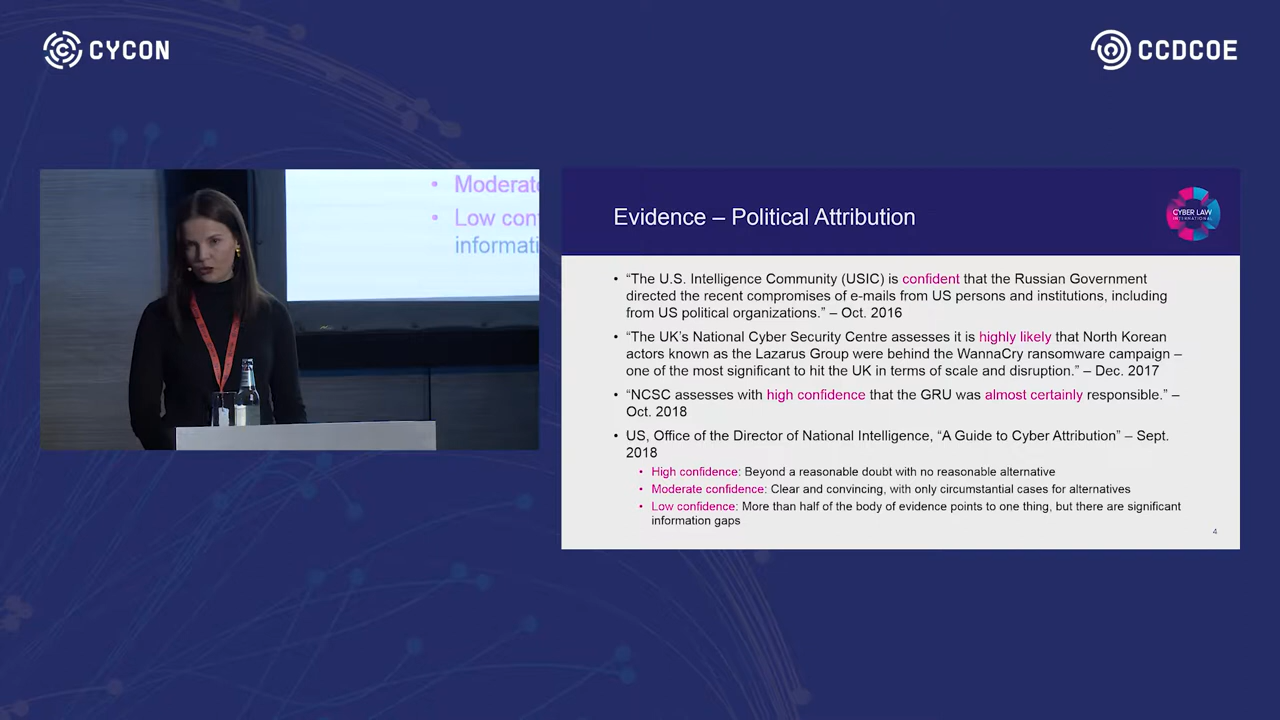 CYCON
CCDCOE
• Moderat
• Low con
informati
Evidence – Political Attribution
CYBER LAW
INTERNATIONAL
• “The U.S. Intelligence Community (USIC) is confident that the Russian Government
directed the recent compromises of e-mails from US persons and institutions, including
from US political organizations.” – Oct. 2016
• “The UK’s National Cyber Security Centre assesses it is highly likely that North Korean
actors known as the Lazarus Group were behind the WannaCry ransomware campaign –
one of the most significant to hit the UK in terms of scale and disruption.” – Dec. 2017
• “NCSC assesses with high confidence that the GRU was almost certainly responsible.” –
Oct. 2018
• US, Office of the Director of National Intelligence, “A Guide to Cyber Attribution” – Sept.
2018
• High confidence: Beyond a reasonable doubt with no reasonable alternative
• Moderate confidence: Clear and convincing, with only circumstantial cases for alternatives
• Low confidence: More than half of the body of evidence points to one thing, but there are significant
information gaps
4